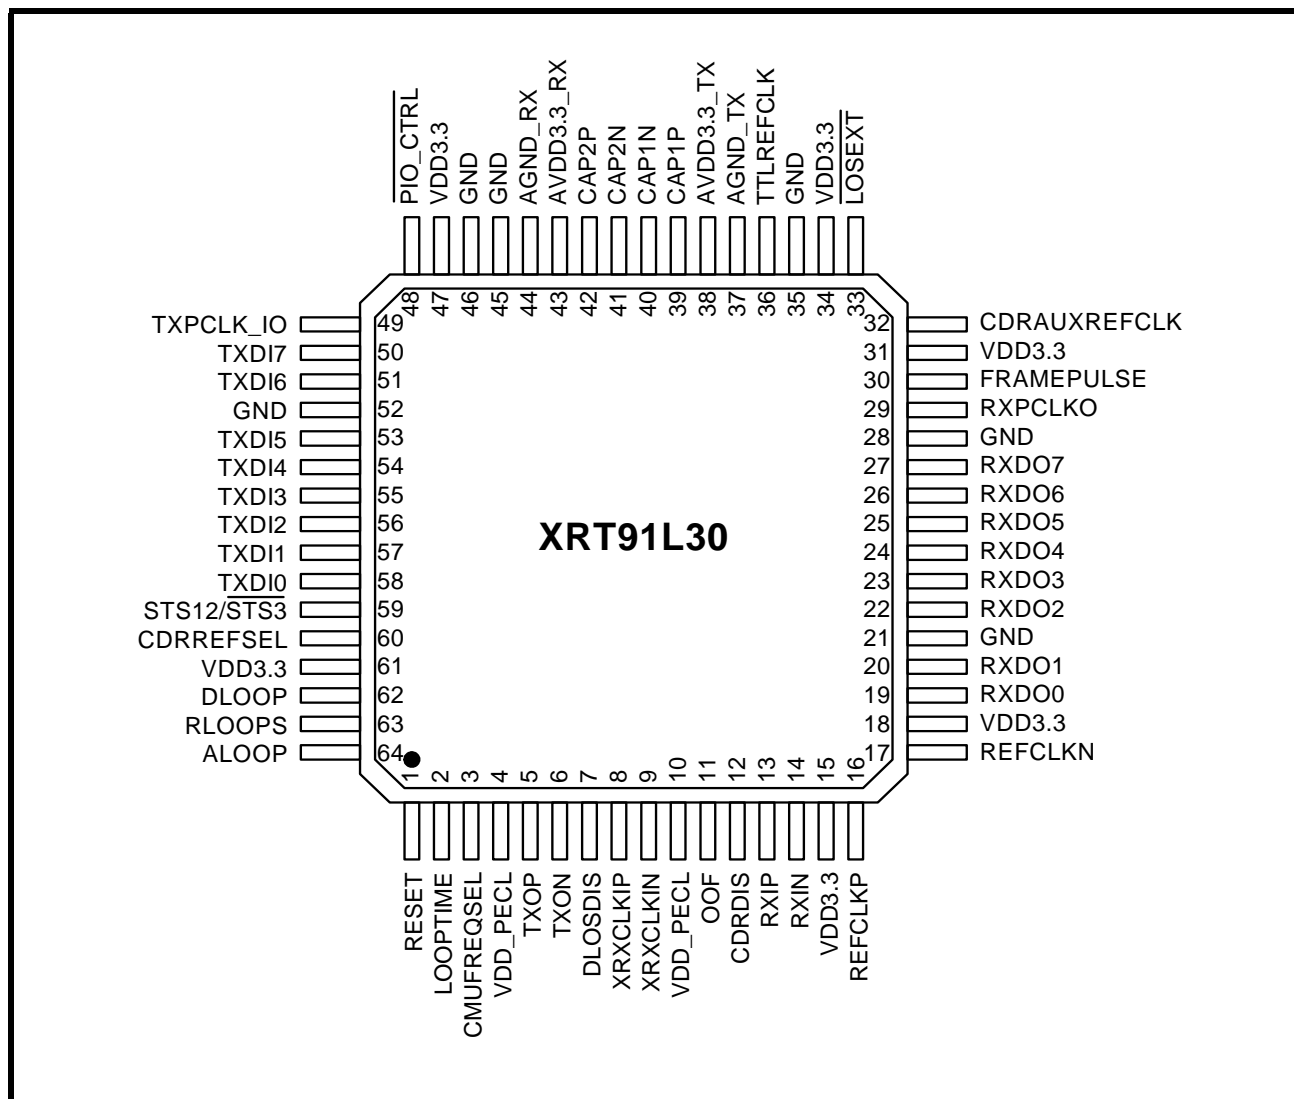 PIO_CTRL
VDD3.3
GND
GND
AGND_RX
AVDD3.3_RX
CAP2P
CAP2N
CAP1N
CAP1P
AVDD3.3_TX
AGND_TX
TTLREFCLK
GND
VDD3.3
LOSEXT
48
47
46
45
44
43
42
41
40
39
38
37
36
35
34
33
TXPCLK_IO 49
TXDI7 50
TXDI6 51
GND 52
TXDI5 53
TXDI4 54
TXDI3 55
TXDI2 56
TXDI1 57
TXDI0 58
STS12/STS3 59
CDRREFSEL 60
VDD3.3 61
DLOOP 62
RLOOPS 63
ALOOP 64
XRT91L30
32 CDRAUXREFCLK
31 VDD3.3
30 FRAMEPULSE
29 RXPCLKO
28 GND
27 RXDO7
26 RXDO6
25 RXDO5
24 RXDO4
23 RXDO3
22 RXDO2
21 GND
20 RXDO1
19 RXDO0
18 VDD3.3
17 REFCLKN
1
2
3
4
5
6
7
8
9
10
11
12
13
14
15
16
RESET
LOOPTIME
CMUFREQSEL
VDD_PECL
TXOP
TXON
DLOSDIS
XRXCLKIP
XRXCLKIN
VDD_PECL
OOF
CDRDIS
RXIP
RXIN
VDD3.3
REFCLKP